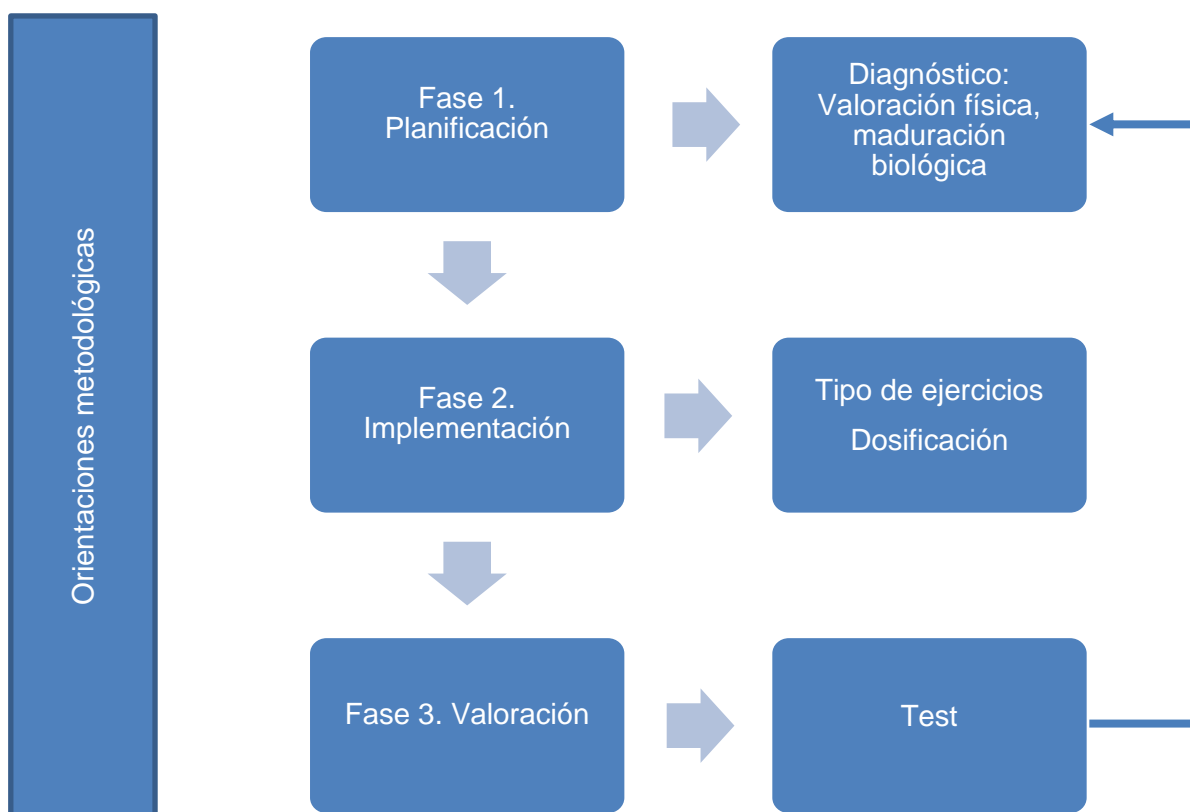 Orientaciones metodológicas
Fase 1.
Planificación
Diagnóstico:
Valoración física,
maduración
biológica
Fase 2.
Implementación
Tipo de ejercicios
Dosificación
Fase 3. Valoración
Test